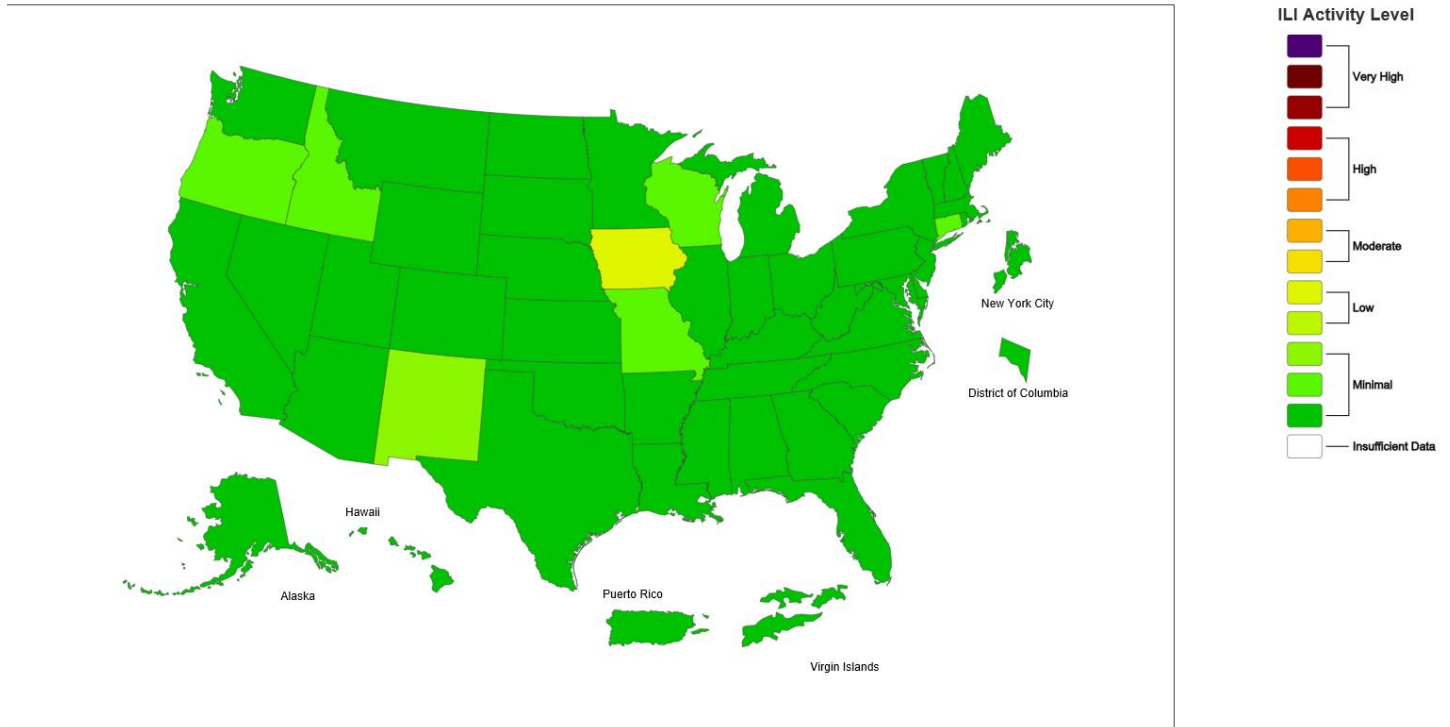 ILI Activity Level
Very High
High
Moderate
Low
Minimal
Insufficient Data
New York City
District of Columbia
Hawaii
Alaska
Puerto Rico
Virgin Islands